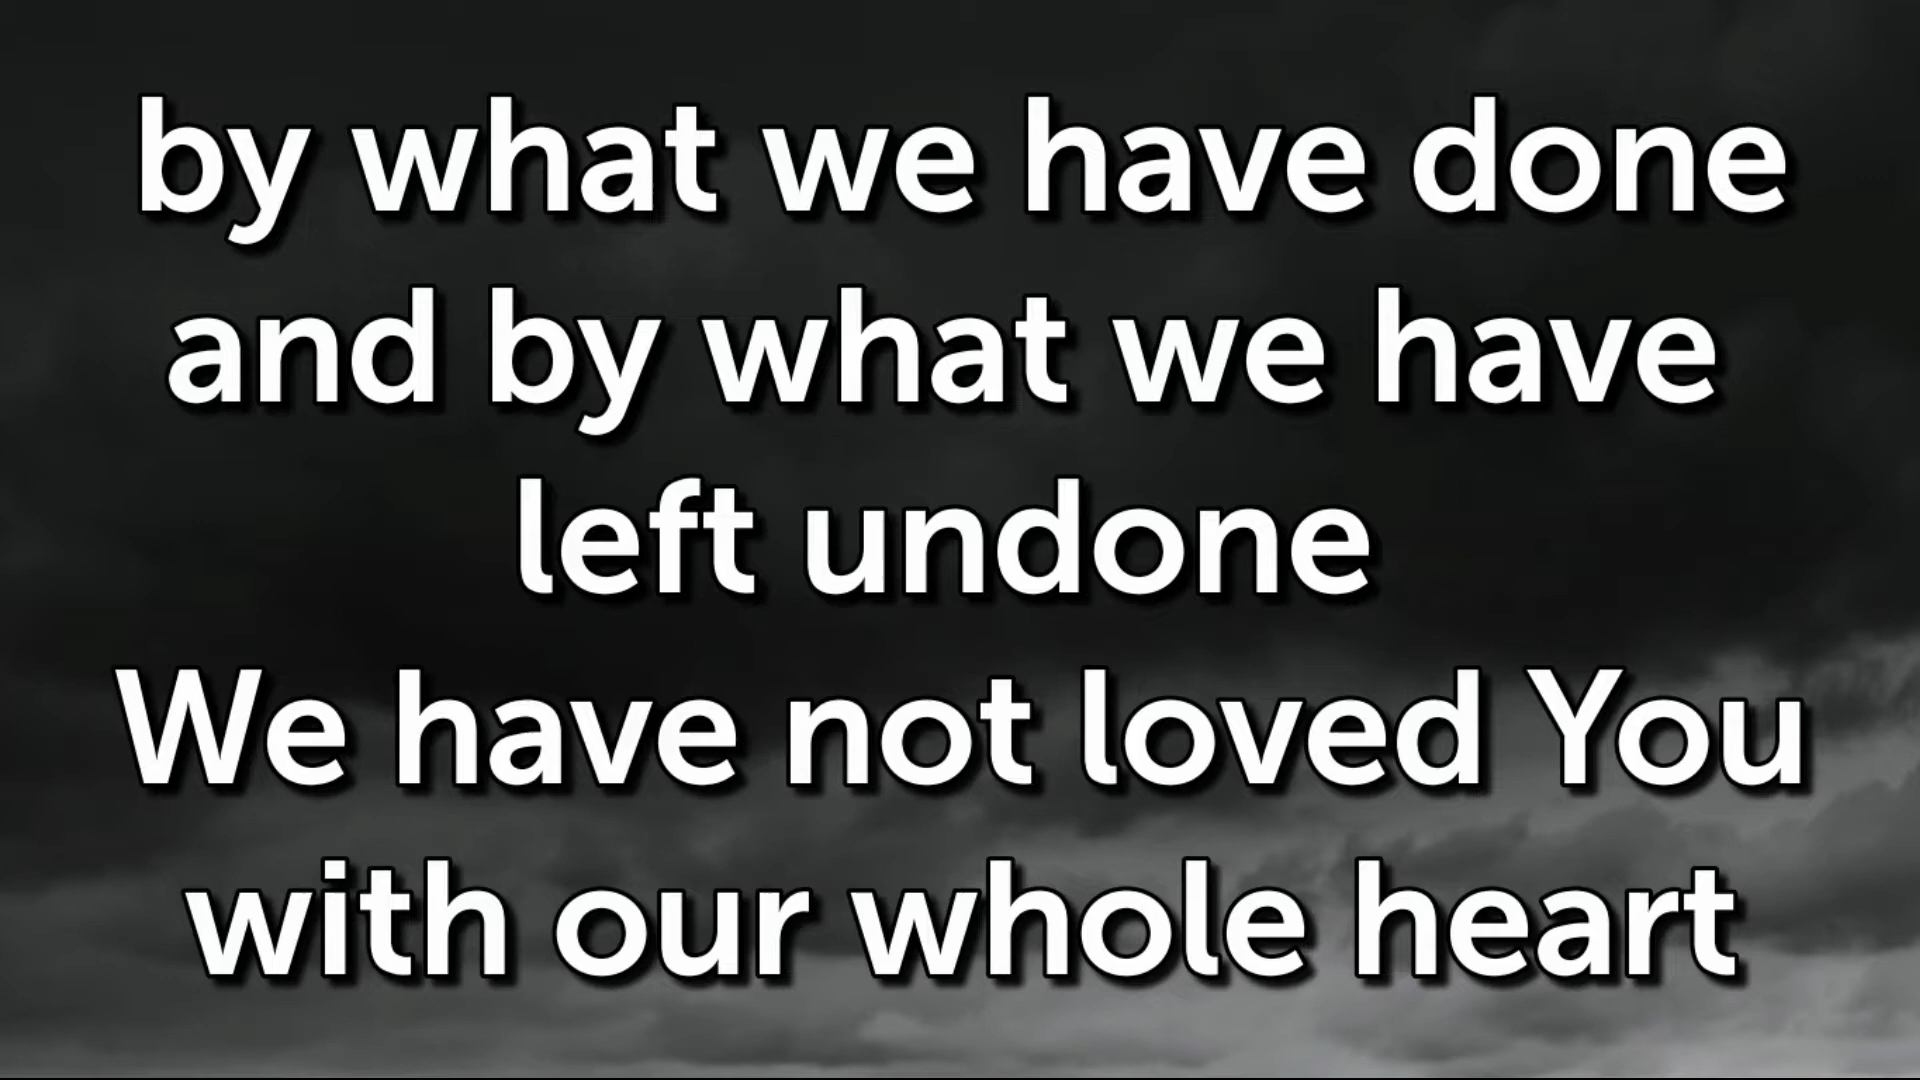 by what we have done
and by what we have
left undone
We have not loved You
with our whole heart